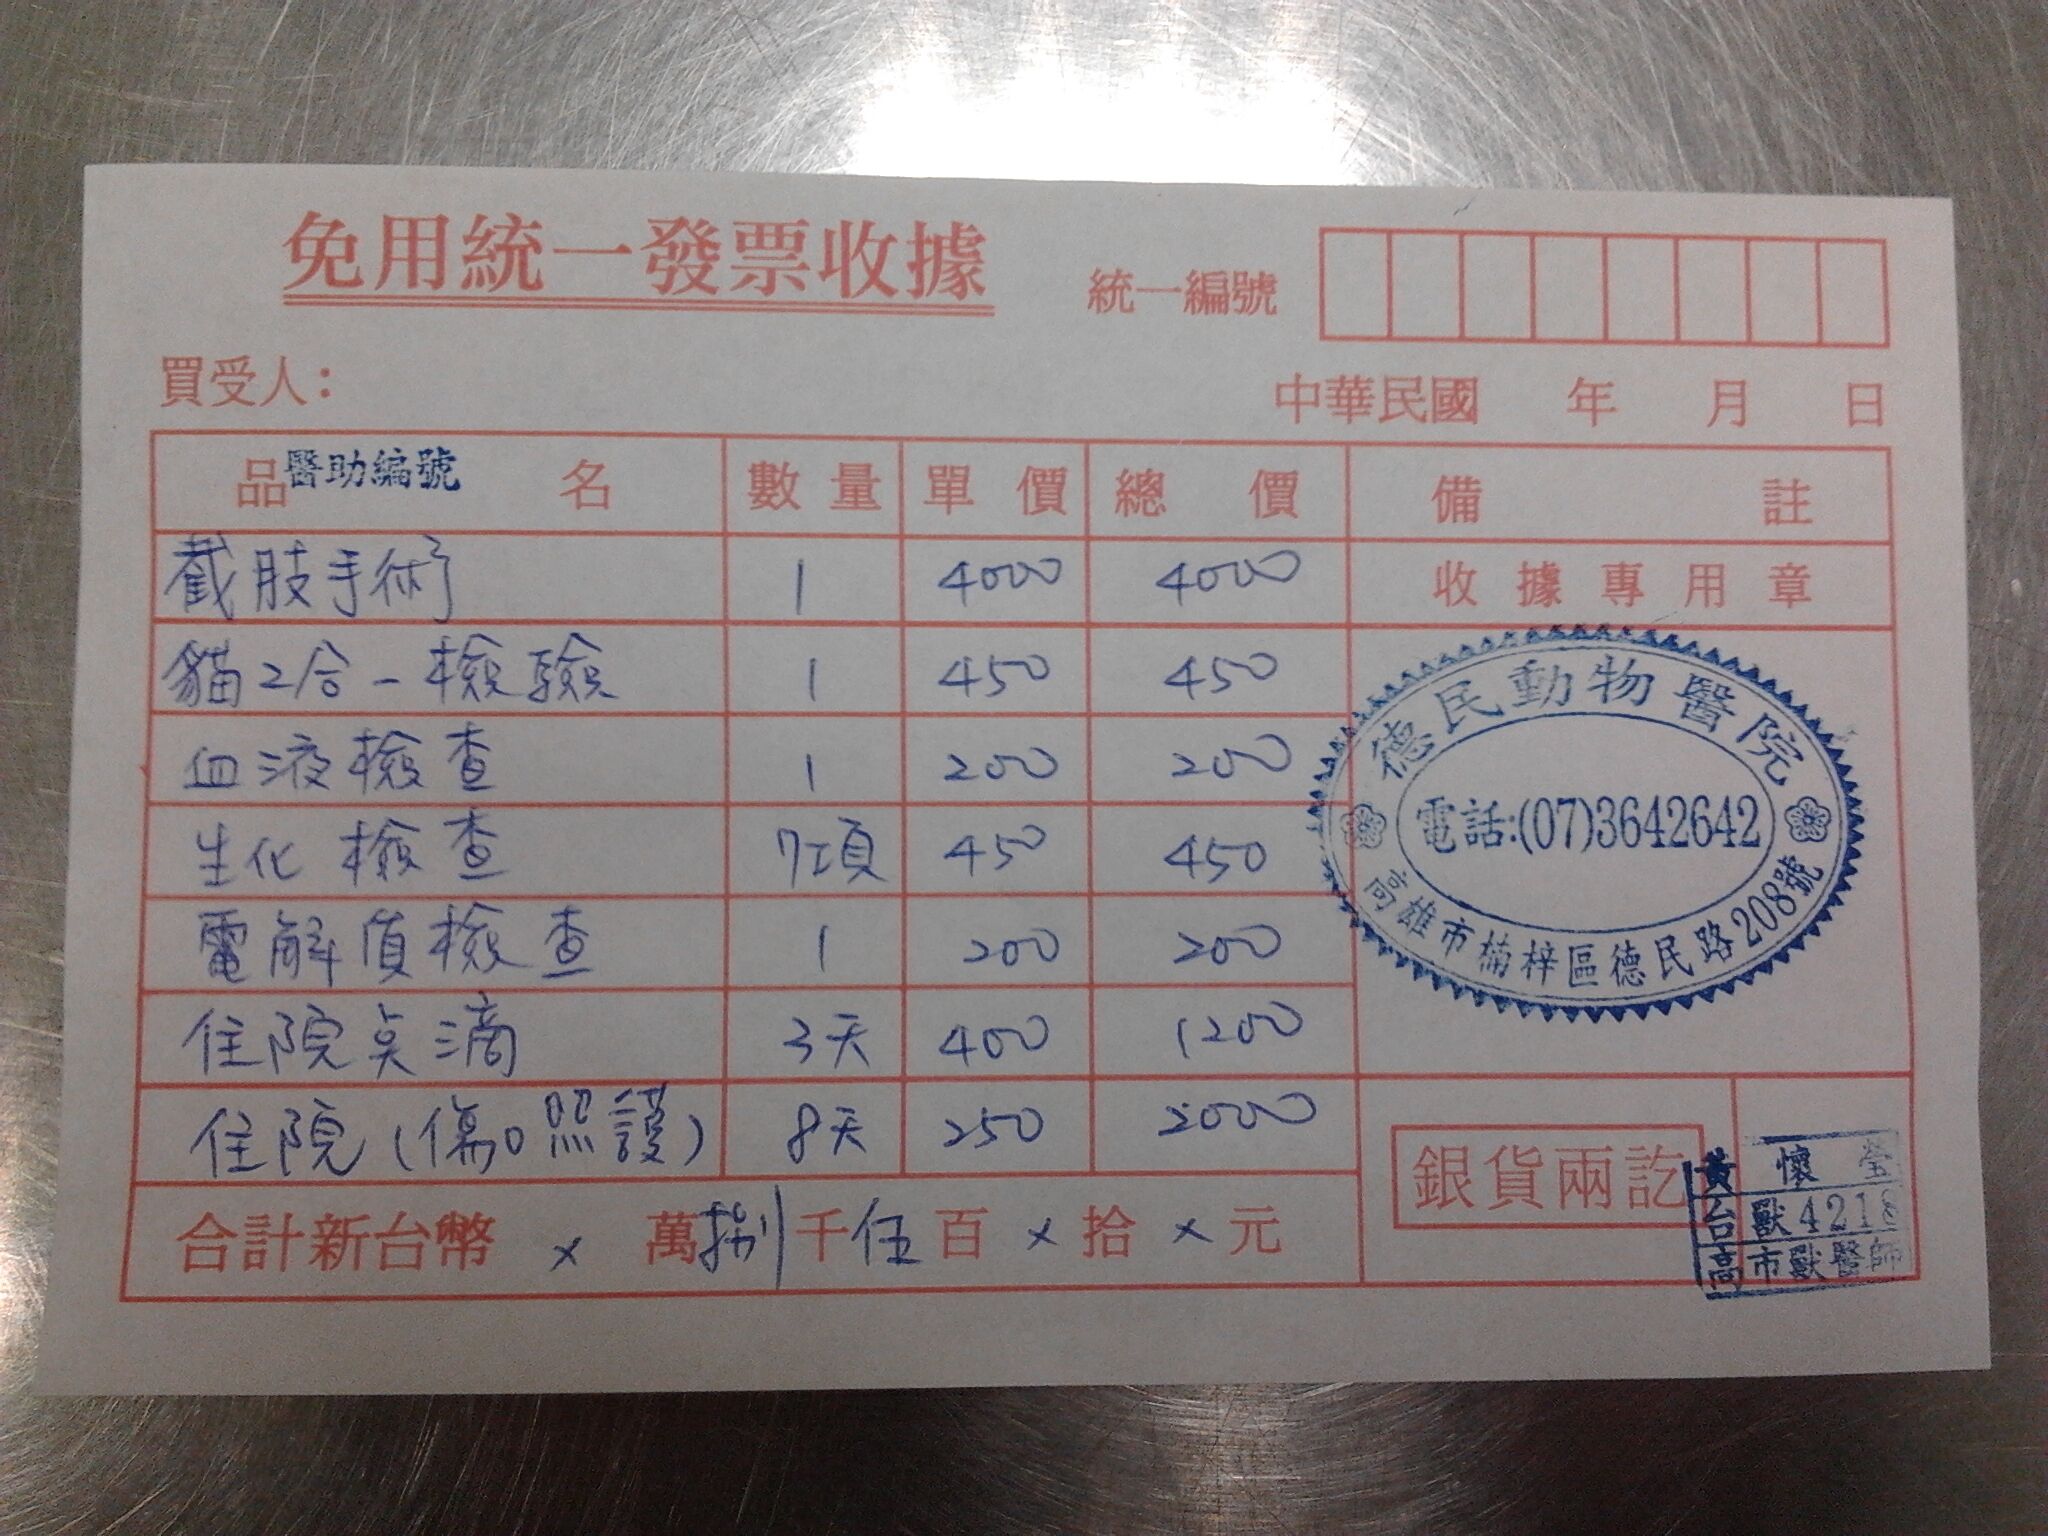 免用統一發票收據
統一編號
買受人：
中華民國 年 月 日
品 名 數量 單價 總價 備註
醫助編號
收據專用章
截肢手術 1 4000 4000
貓2合一檢驗 1 450 450
血液檢查 1 200 200
生化檢查 7項 450 450
電解質檢查 1 200 200
住院点滴 3天 400 1200
住院(傷口照護) 8天 250 2000
合計新台幣 × 萬捌千伍百×拾×元
德民動物醫院
電話:(07)3642642
高雄市楠梓區德民路208號
銀貨兩訖
黃懷瑩
台獸4218
高市獸醫師